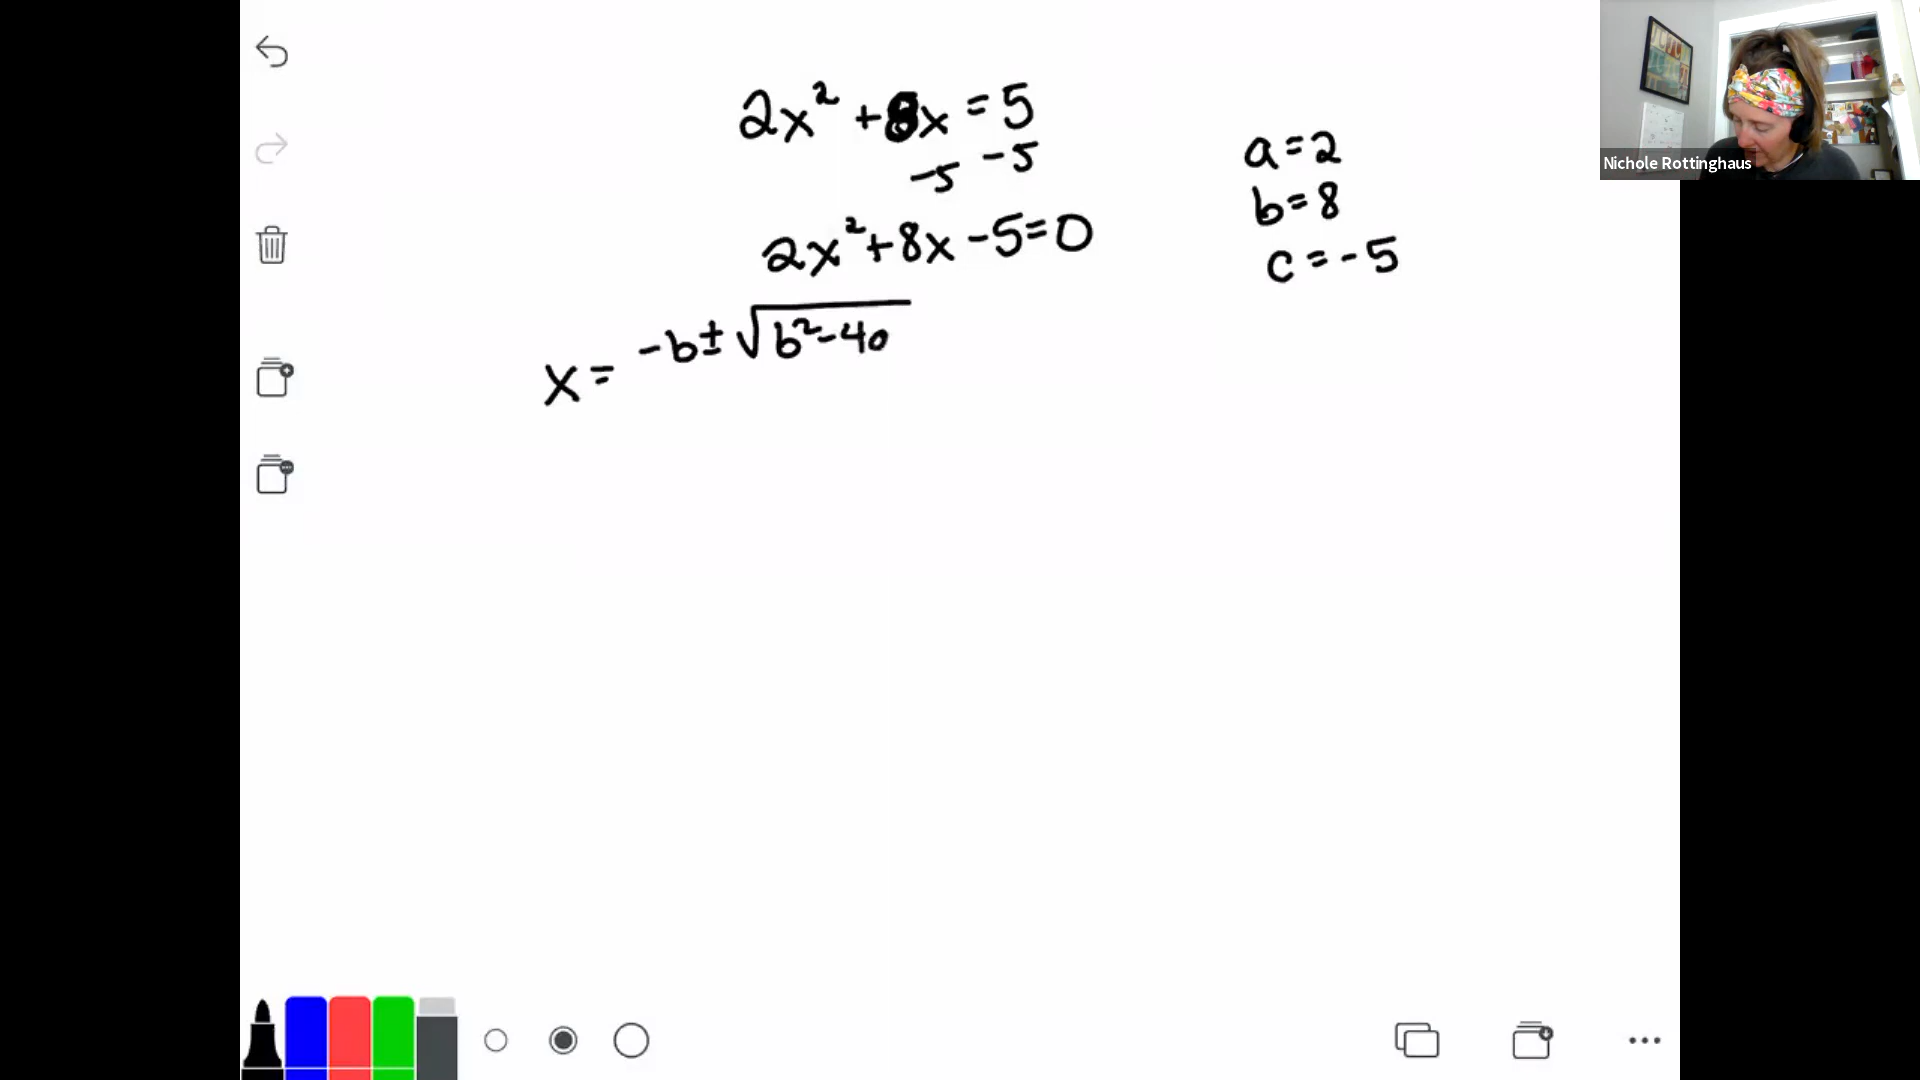 2x² + 8x = 5
-5 -5
2x² + 8x - 5 = 0
x = -b ± √b² - 4a
a = 2
b = 8
c = -5
Nichole Rottinghaus